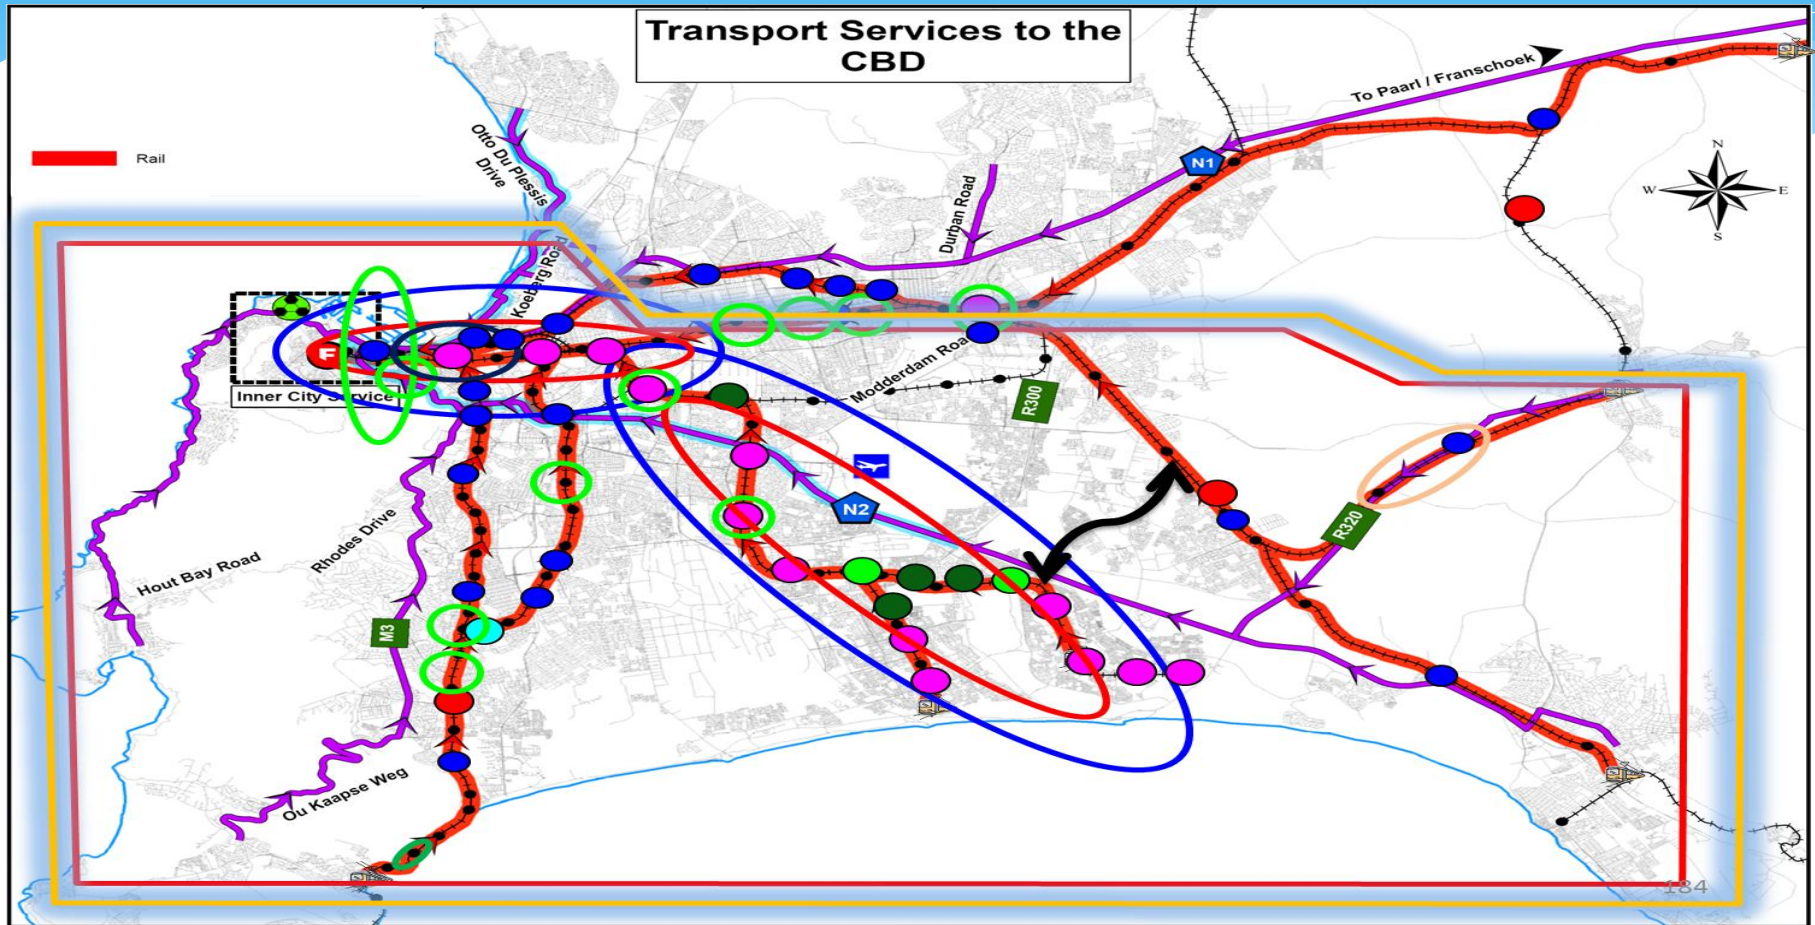 Transport Services to the
CBD
Rail
To Paarl / Franschoek
N
W
E
S
N1
Otto Du Plessis
Drive
Durban Road
Koeberg Road
F
Inner City Service
Modderdam Road
R300
N2
R320
Rhodes Drive
Hout Bay Road
M3
Ou Kaapse Weg
184